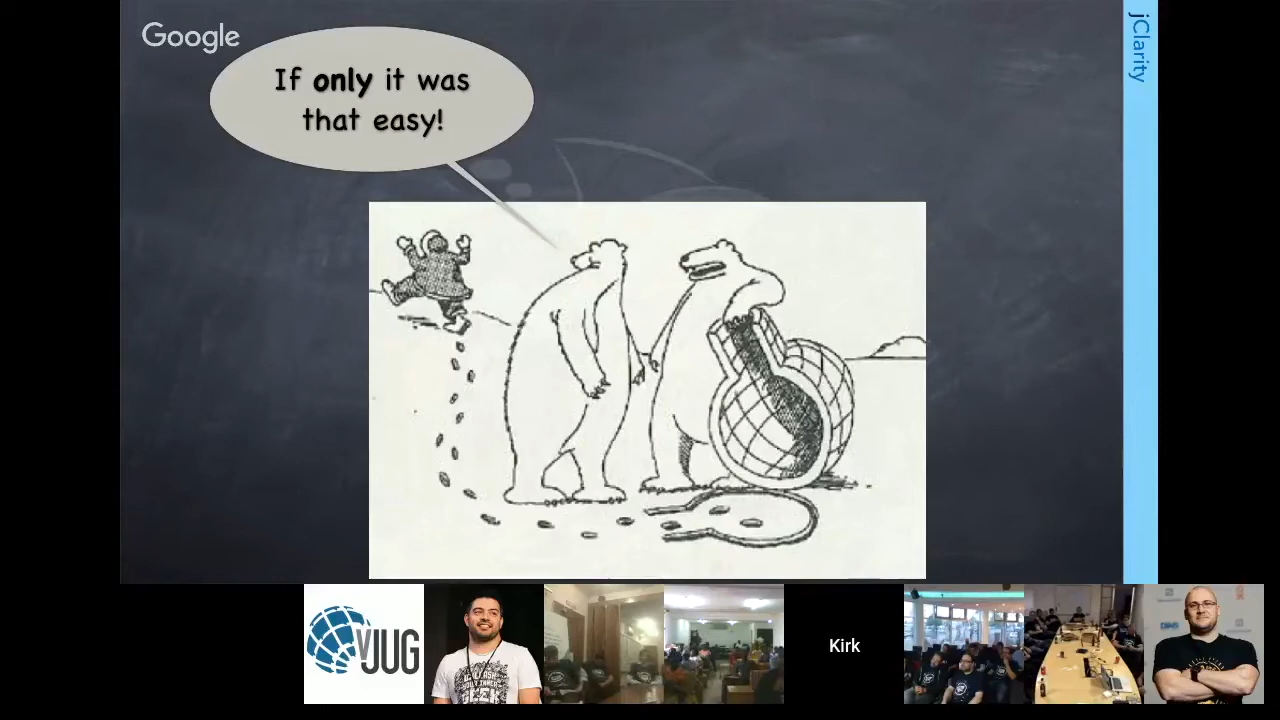 Google
If only it was
that easy!
jClarity
vJUG
Kirk